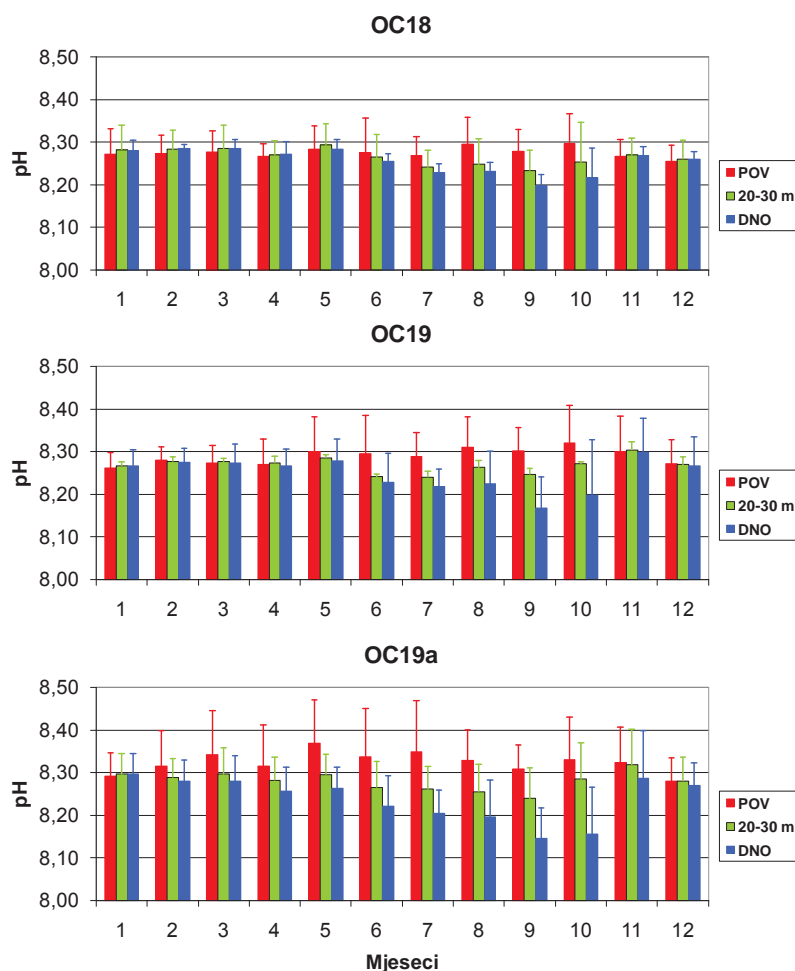 OC18
8,50
8,40
8,30
8,20
8,10
8,00
pH
1 2 3 4 5 6 7 8 9 10 11 12
POV
20-30 m
DNO
OC19
8,50
8,40
8,30
8,20
8,10
8,00
pH
1 2 3 4 5 6 7 8 9 10 11 12
POV
20-30 m
DNO
OC19a
8,50
8,40
8,30
8,20
8,10
8,00
pH
1 2 3 4 5 6 7 8 9 10 11 12
Mjeseci
POV
20-30 m
DNO